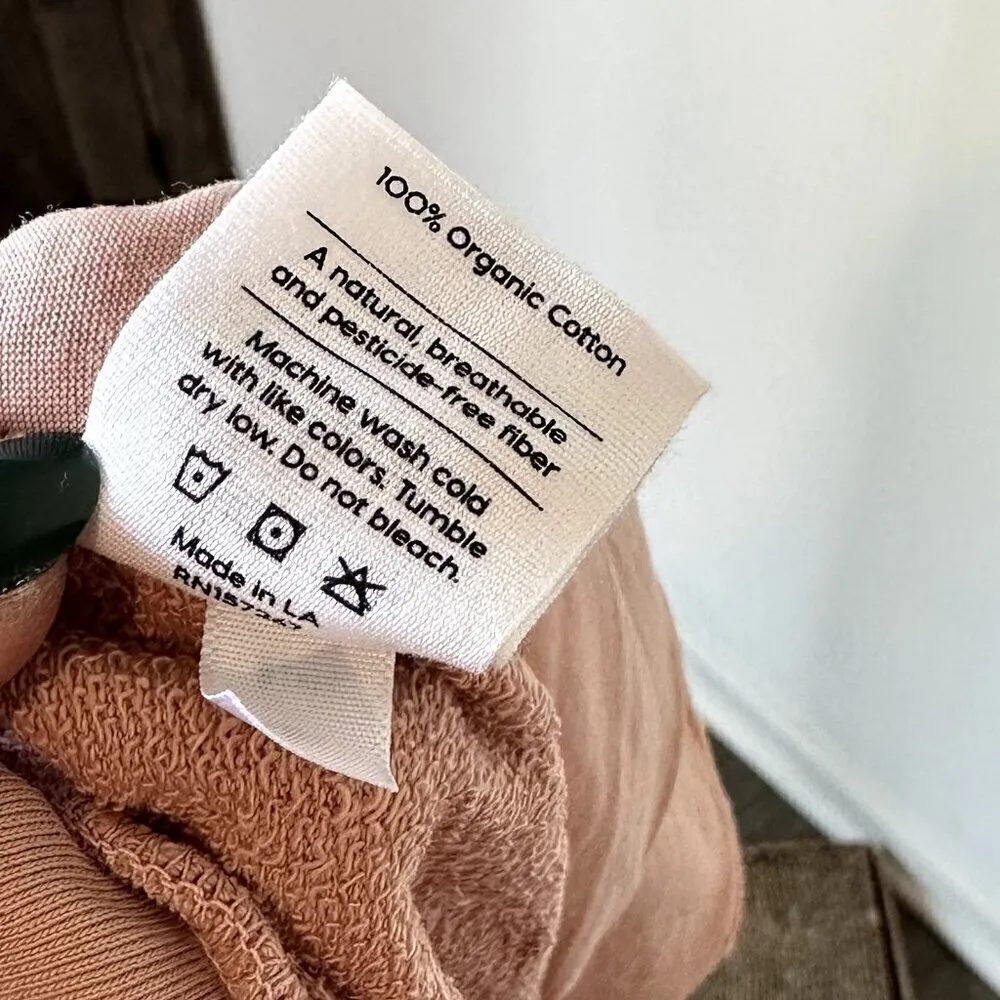 100% Organic Cotton
A natural, breathable
and pesticide-free fiber
Machine wash cold
with like colors. Tumble
dry low. Do not bleach.
Made in LA